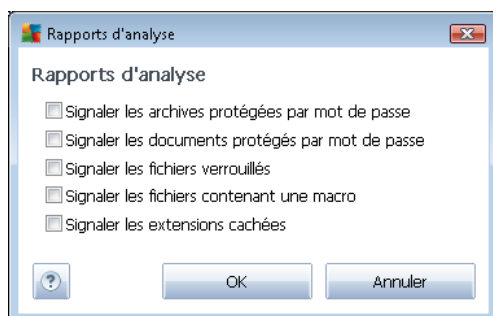 Rapports d'analyse
Rapports d'analyse
Signaler les archives protégées par mot de passe
Signaler les documents protégés par mot de passe
Signaler les fichiers verrouillés
Signaler les fichiers contenant une macro
Signaler les extensions cachées
?
OK
Annuler